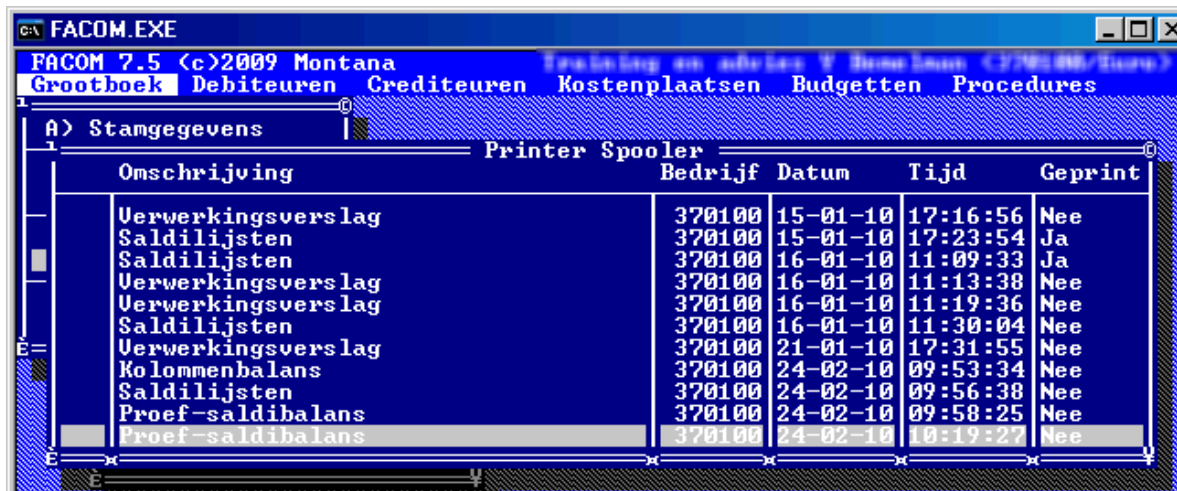 FACOM.EXE
FACOM 7.5 (c)2009 Montana
Grootboek Debiteuren Crediteuren Kostenplaatsen Budgetten Procedures
A) Stamgegevens
Printer Spooler
Omschrijving Bedrijf Datum Tijd Geprint
Verwerkingsverslag 370100 15-01-10 17:16:56 Nee
Saldilijsten 370100 15-01-10 17:23:54 Ja
Saldilijsten 370100 16-01-10 11:09:33 Ja
Verwerkingsverslag 370100 16-01-10 11:13:38 Nee
Verwerkingsverslag 370100 16-01-10 11:19:36 Nee
Saldilijsten 370100 16-01-10 11:30:04 Nee
Verwerkingsverslag 370100 21-01-10 17:31:55 Nee
Kolommenbalans 370100 24-02-10 09:53:34 Nee
Saldilijsten 370100 24-02-10 09:56:38 Nee
Proef-saldibalans 370100 24-02-10 09:58:25 Nee
Proef-saldibalans 370100 24-02-10 10:19:27 Nee